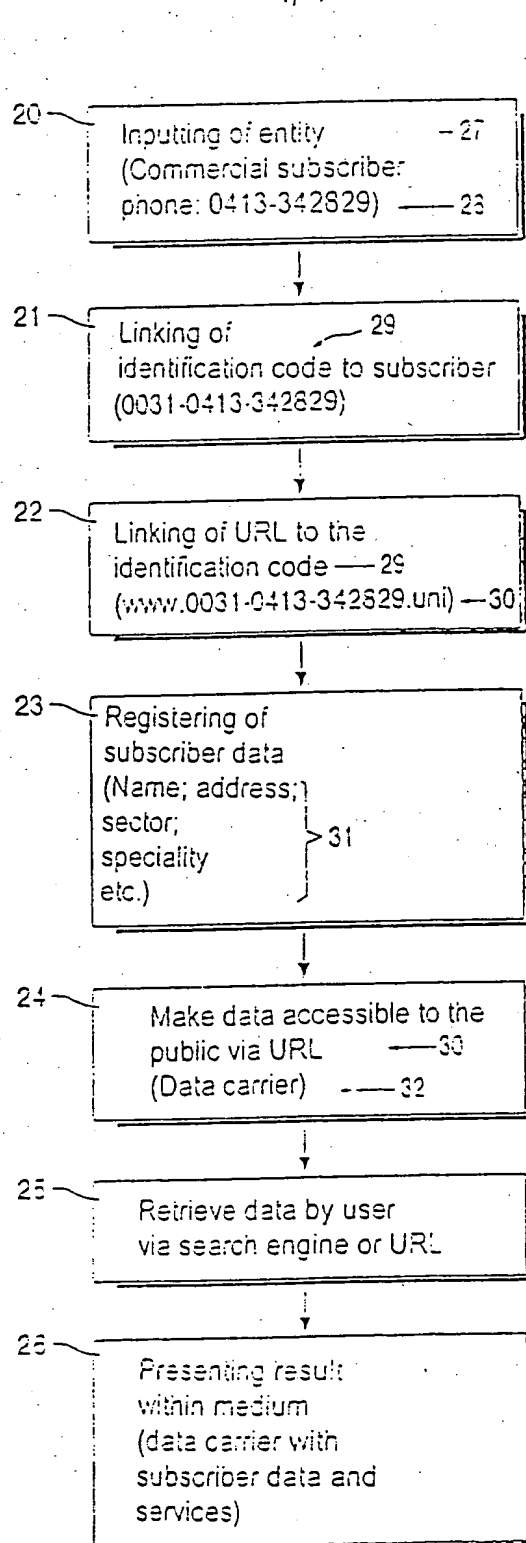 20
Inputting of entity 27
(Commercial subscriber
phone: 0413-342829) 28
21
Linking of 29
identification code to subscriber
(0031-0413-342829)
22
Linking of URL to the
identification code 29
(www.0031-0413-342829.uni) 30
23
Registering of
subscriber data
(Name; address;
sector; 31
speciality
etc.)
24
Make data accessible to the
public via URL 30
(Data carrier) 32
25
Retrieve data by user
via search engine or URL
26
Presenting result
within medium
(data carrier with
subscriber data and
services)